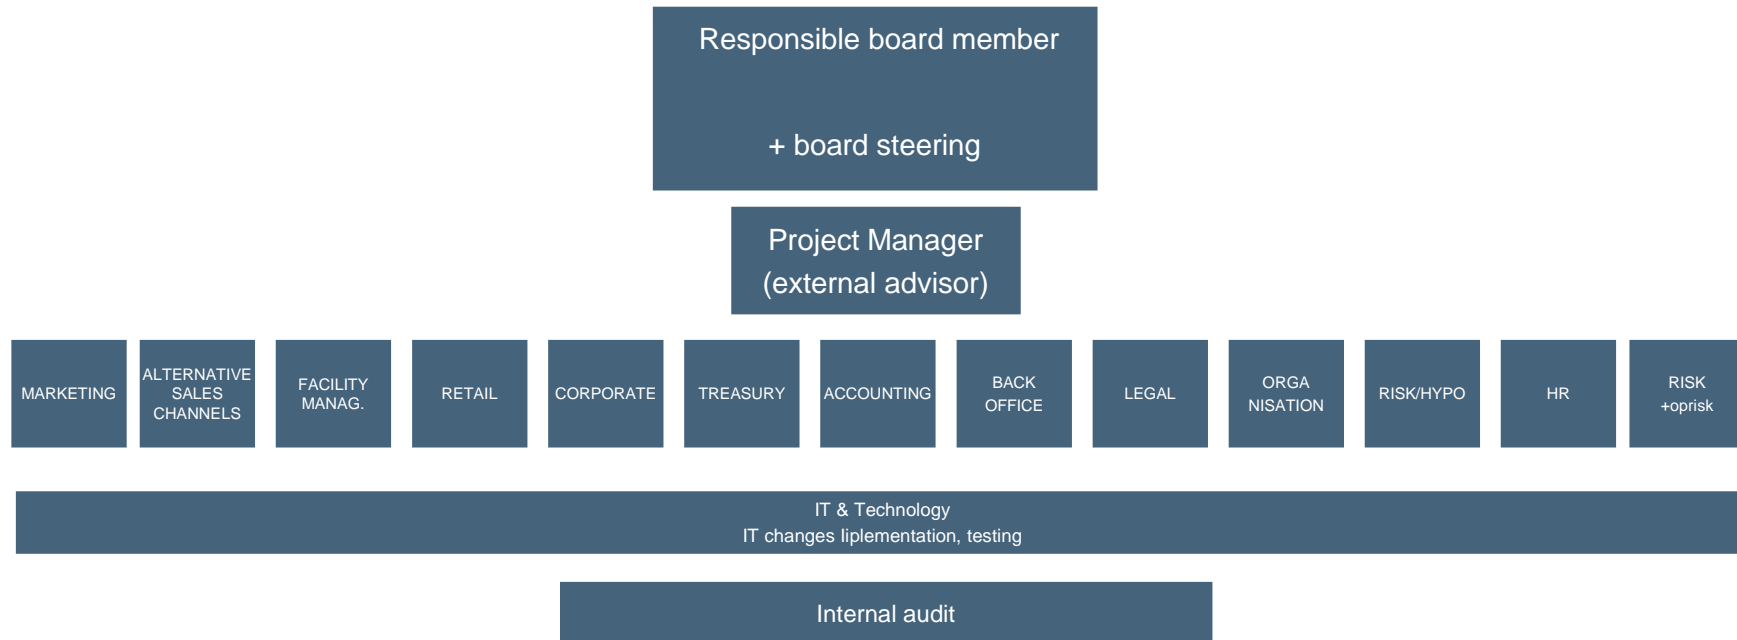 Responsible board member
+ board steering
Project Manager
(external advisor)
MARKETING
ALTERNATIVE
SALES
CHANNELS
FACILITY
MANAG.
RETAIL
CORPORATE
TREASURY
ACCOUNTING
BACK
OFFICE
LEGAL
ORGA
NISATION
RISK/HYPO
HR
RISK
+oprisk
IT & Technology
IT changes liplementation, testing
Internal audit